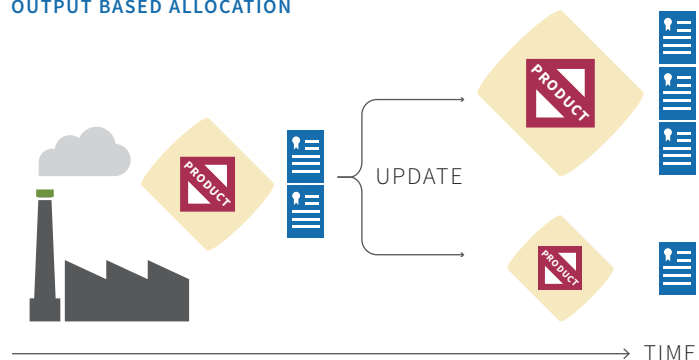 OUTPUT BASED ALLOCATION
PRODUCT
PRODUCT
UPDATE
PRODUCT
TIME